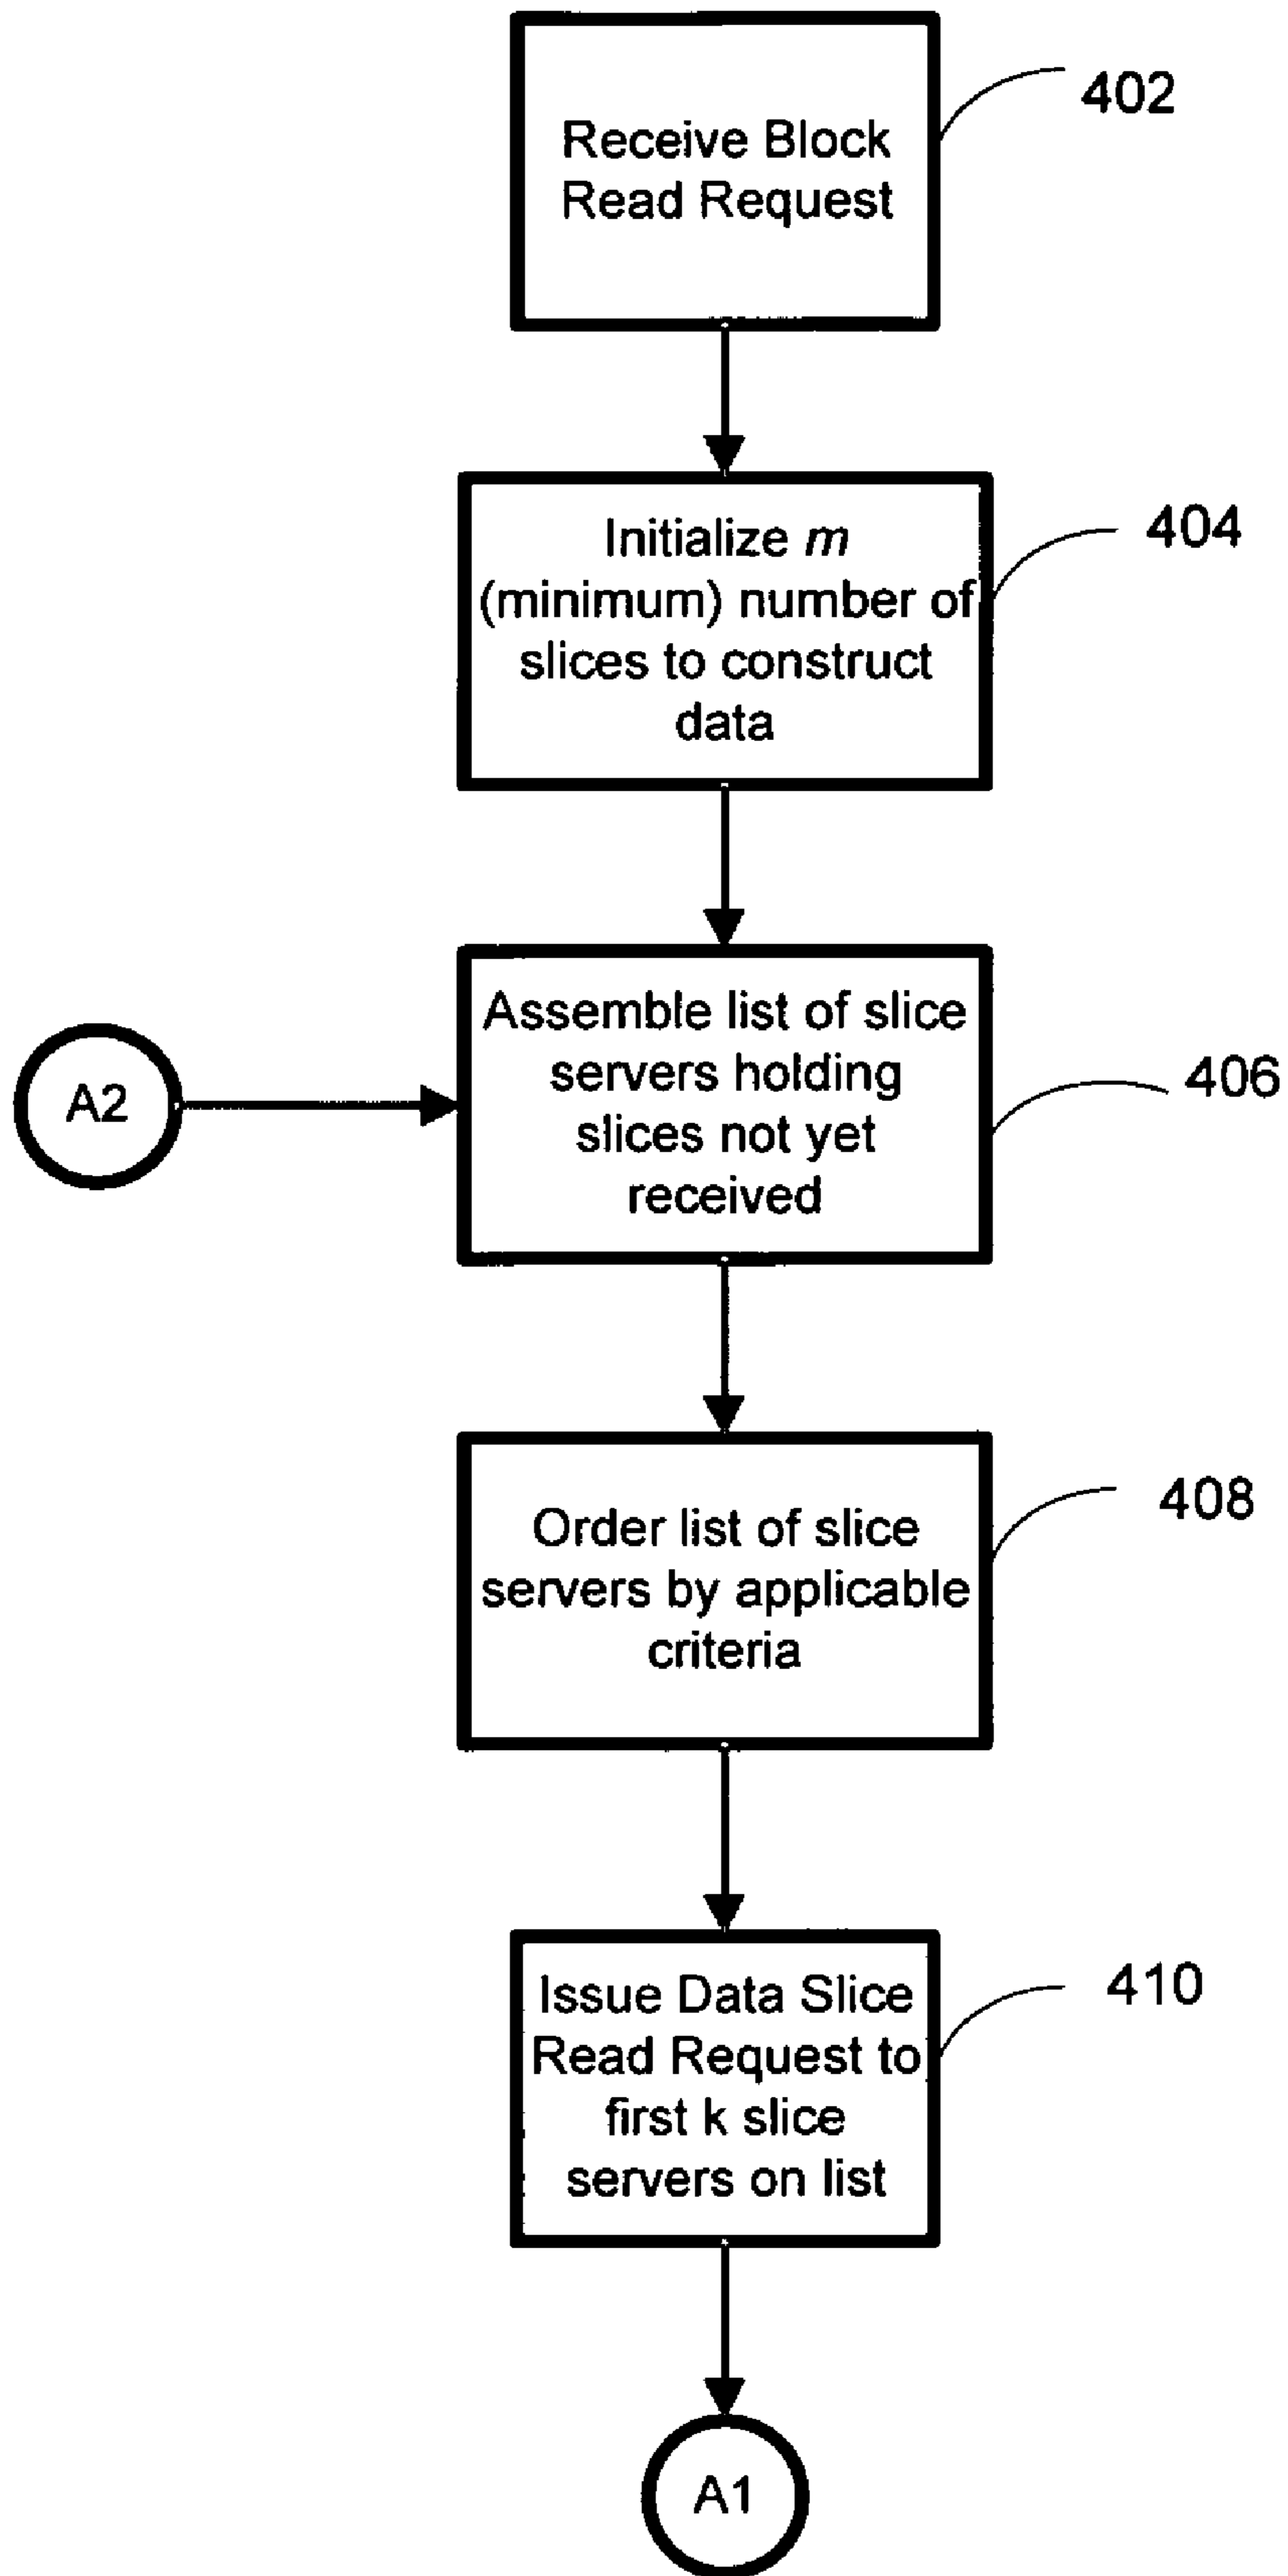 Receive Block
Read Request
402
Initialize m
(minimum) number of
slices to construct
data
404
A2
Assemble list of slice
servers holding
slices not yet
received
406
Order list of slice
servers by applicable
criteria
408
Issue Data Slice
Read Request to
first k slice
servers on list
410
A1